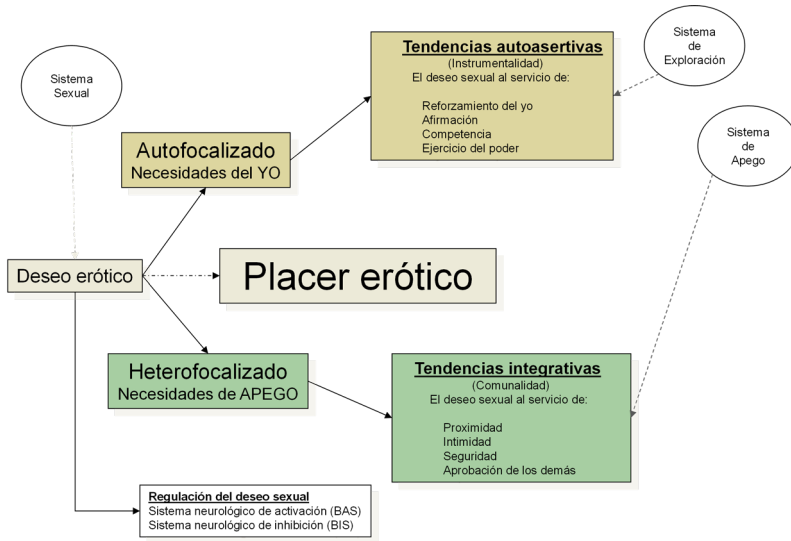 Sistema
Sexual
Tendencias autoasertivas
(Instrumentalidad)
El deseo sexual al servicio de:
Reforzamiento del yo
Afirmación
Competencia
Ejercicio del poder
Sistema
de
Exploración
Sistema
de
Apego
Autofocalizado
Necesidades del YO
Deseo erótico
Placer erótico
Heterofocalizado
Necesidades de APEGO
Tendencias integrativas
(Comunalidad)
El deseo sexual al servicio de:
Proximidad
Intimidad
Seguridad
Aprobación de los demás
Regulación del deseo sexual
Sistema neurológico de activación (BAS)
Sistema neurológico de inhibición (BIS)